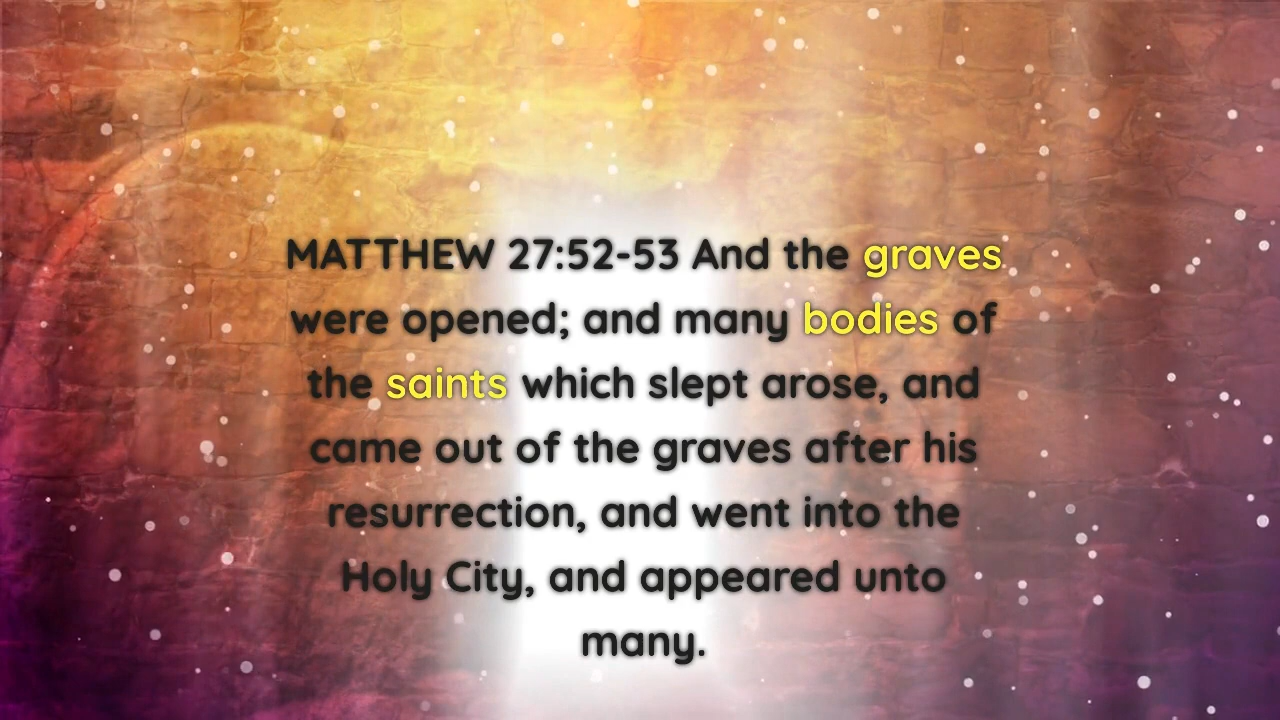 MATTHEW 27:52-53 And the graves
were opened; and many bodies of
the saints which slept arose, and
came out of the graves after his
resurrection, and went into the
Holy City, and appeared unto
many.